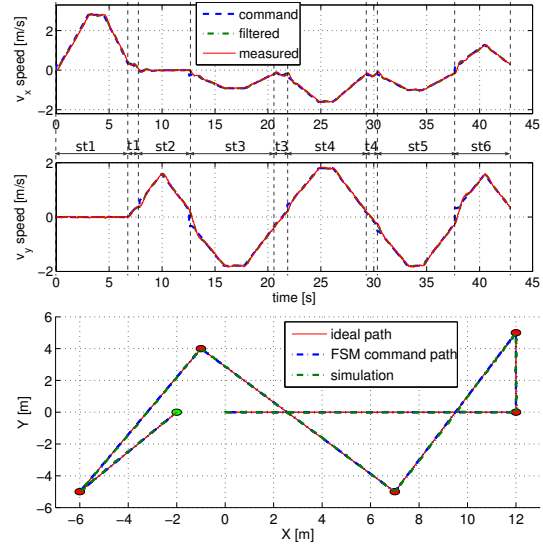 v_x speed [m/s]
2
0
−2
command
filtered
measured
0 5 10 15 20 25 30 35 40 45
st1 t1 st2 st3 t3 st4 t4 st5 st6
v_y speed [m/s]
2
0
−2
0 5 10 15 20 25 30 35 40 45
time [s]
Y [m]
6
4
2
0
−2
−4
−6
ideal path
FSM command path
simulation
−6 −4 −2 0 2 4 6 8 10 12
X [m]